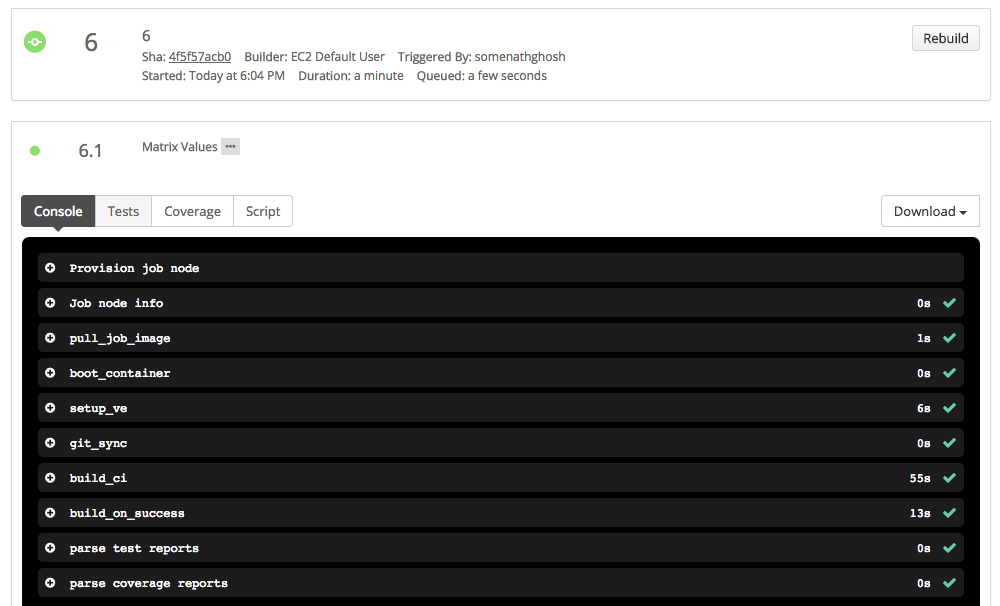 6
6
Rebuild
Sha: 4f5f57acb0 Builder: EC2 Default User Triggered By: somenathghosh
Started: Today at 6:04 PM Duration: a minute Queued: a few seconds
6.1
Matrix Values ...
Console Tests Coverage Script Download
Provision job node
Job node info 0s
pull_job_image 1s
boot_container 0s
setup_ve 6s
git_sync 0s
build_ci 55s
build_on_success 13s
parse test reports 0s
parse coverage reports 0s